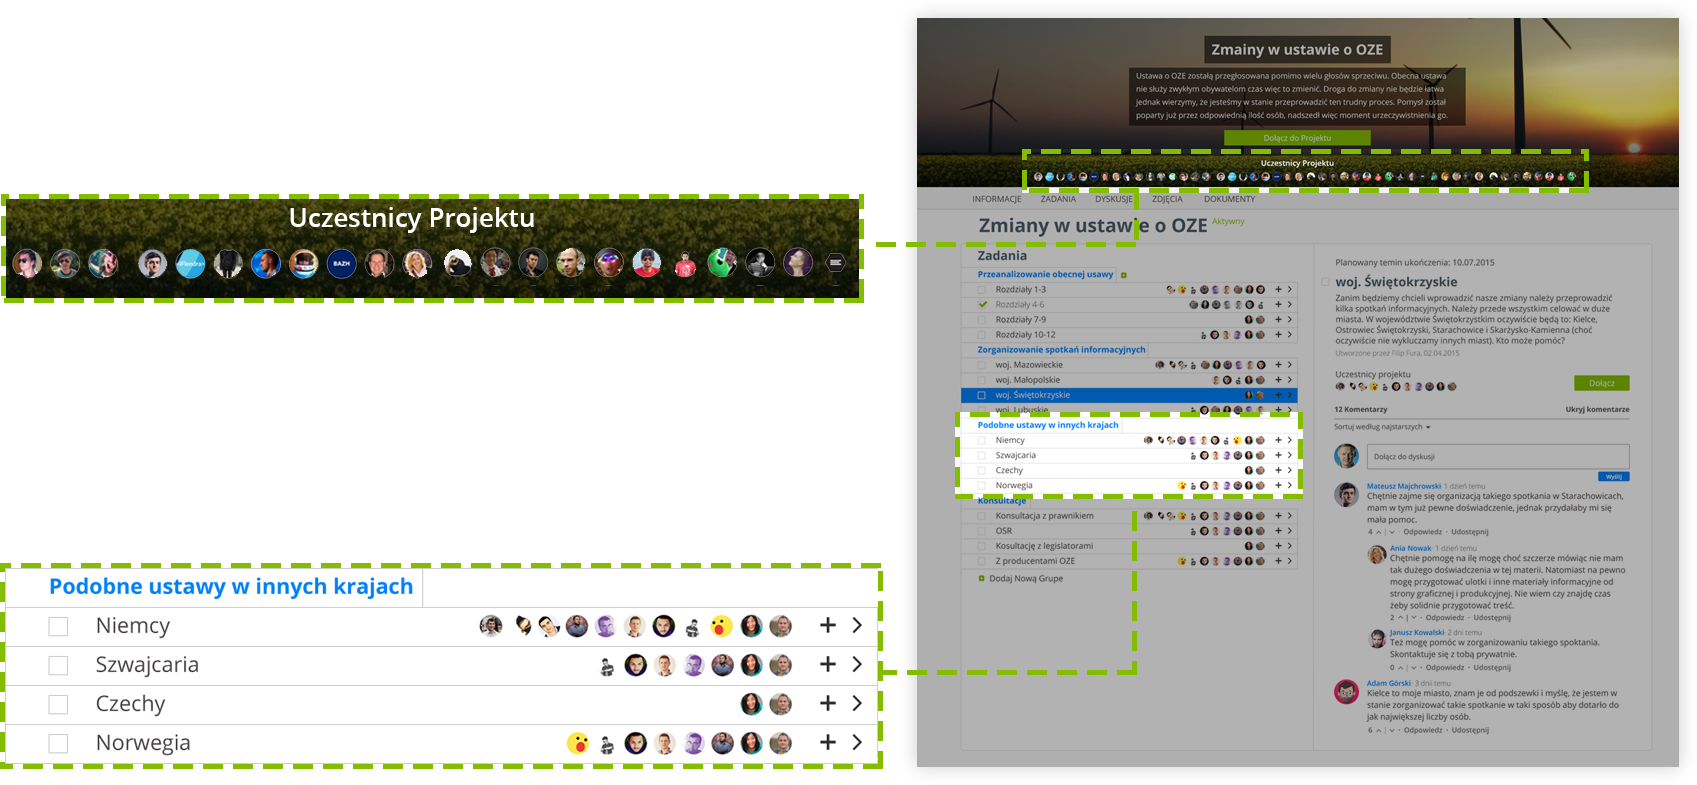 Uczestnicy Projektu
Mendra+
BAZH
Podobne ustawy w innych krajach
Niemcy
Szwajcaria
Czechy
Norwegia
Zmainy w ustawie o OZE
Ustawa o OZE zostałą przegłosowana pomimo wielu głosów sprzeciwu. Obecna ustawa
nie służy zwykłym obywatelom czas więc to zmienić. Droga do zmiany nie będzie łatwa
jednak wierzymy, że jesteśmy w stanie przeprowadzić ten trudny proces. Pomysł został
poparty już przez odpowiednią ilość osób, nadszedł więc moment urzeczywistnienia go.
Dołącz do Projektu
Uczestnicy Projektu
INFORMACJE ZADANIA DYSKUSJE ZDJĘCIA DOKUMENTY
Zmiany w ustawie o OZE Aktywny
Zadania
Przeanalizowanie obecnej usawy
Rozdziały 1-3
Rozdziały 4-6
Rozdziały 7-9
Rozdziały 10-12
Zorganizowanie spotkań informacyjnych
woj. Mazowieckie
woj. Małopolskie
woj. Świętokrzyskie
woj. Lubuskie
Podobne ustawy w innych krajach
Niemcy
Szwajcaria
Czechy
Norwegia
Konsultacje
Konsultacja z prawnikiem
OSR
Kosultację z legislatorami
Z producentami OZE
Dodaj Nową Grupe
Planowany temin ukończenia: 10.07.2015
woj. Świętokrzyskie
Zanim będziemy chcieli wprowadzić nasze zmiany należy przeprowadzić
kilka spotkań informacyjnych. Należy przede wszystkim celować w duże
miasta. W województwie Świętokrzystkim oczywiście będą to: Kielce,
Ostrowiec Świętokrzyski, Starachowice i Skarżysko-Kamienna (choć
oczywiście nie wykluczamy innych miast). Kto może pomóc?
Utworzone przez Filip Fura, 02.04.2015
Uczestnicy projektu
Dołącz
12 Komentarzy Ukryj komentarze
Sortuj według najstarszych
Dołącz do dyskusji
wyślij
Mateusz Majchrowski · 1 dzień temu
Chętnie zajme się organizacją takiego spotkania w Starachowicach,
mam w tym już pewne doświadczenie, jednak przydałaby mi się
mała pomoc.
4 | · Odpowiedz · Udostępnij
Ania Nowak · 1 dzień temu
Chętnie pomogę na ilę mogę choć szczerze mówiąc nie mam
tak dużego doświadczenia w tej materii. Natomiast na pewno
mogę przygotować ulotki i inne materiały informacyjne od
strony graficznej i produkcyjnej. Nie wiem czy znajdę czas
żeby solidnie przygotować treść.
2 | · Odpowiedz · Udostępnij
Janusz Kowalski · 2 dni temu
Też mogę pomóc w zorganizowaniu takiego spoktania.
Skontaktuje się z tobą prywatnie.
0 | · Odpowiedz · Udostępnij
Adam Górski · 3 dni temu
Kielce to moje miasto, znam je od podszewki i myślę, że jestem w
stanie zorganizować takie spotkanie w taki sposób aby dotarło do
jak największej liczby osób.
6 | · Odpowiedz · Udostępnij